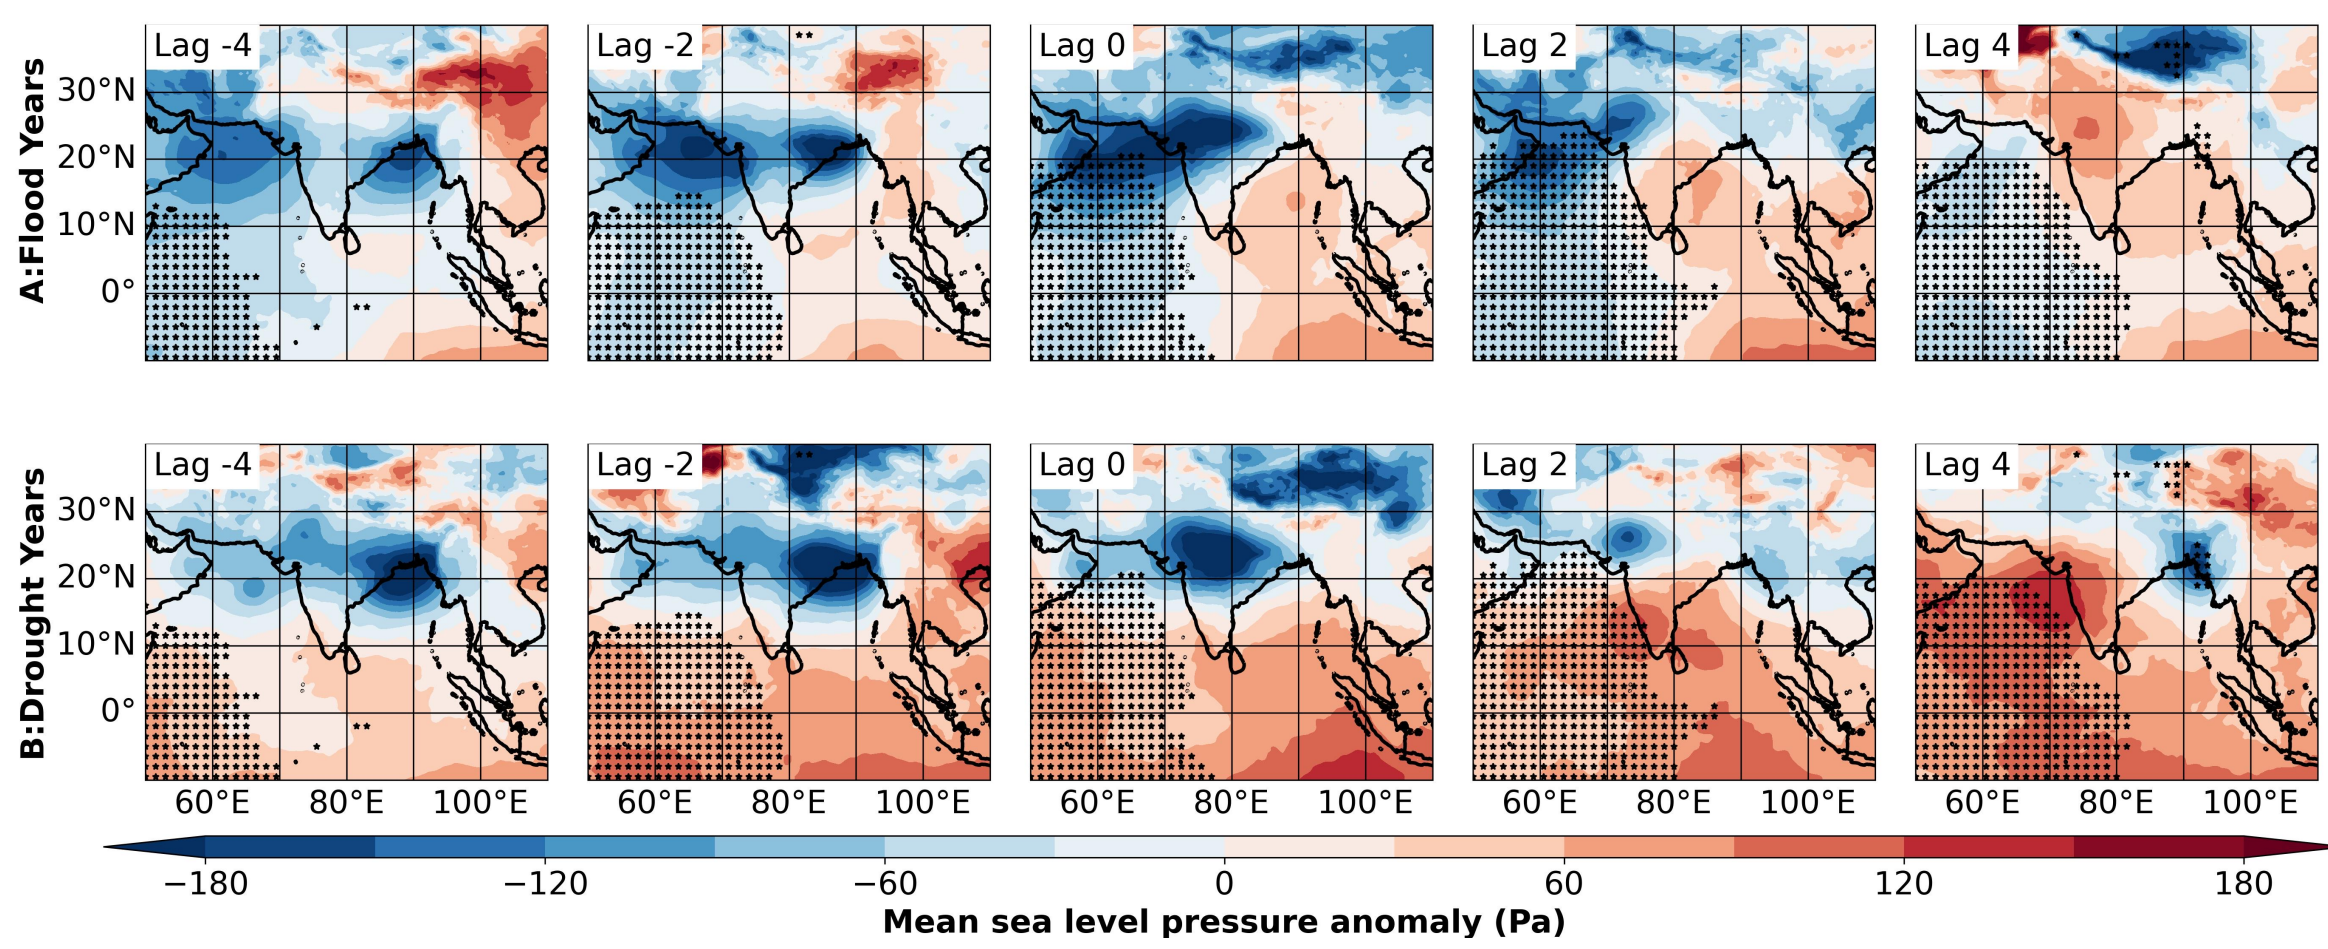 Lag -4
Lag -2
Lag 0
Lag 2
Lag 4
A:Flood Years
30°N
20°N
10°N
0°
Lag -4
Lag -2
Lag 0
Lag 2
Lag 4
B:Drought Years
30°N
20°N
10°N
0°
60°E 80°E 100°E 60°E 80°E 100°E 60°E 80°E 100°E 60°E 80°E 100°E 60°E 80°E 100°E
−180 −120 −60 0 60 120 180
Mean sea level pressure anomaly (Pa)